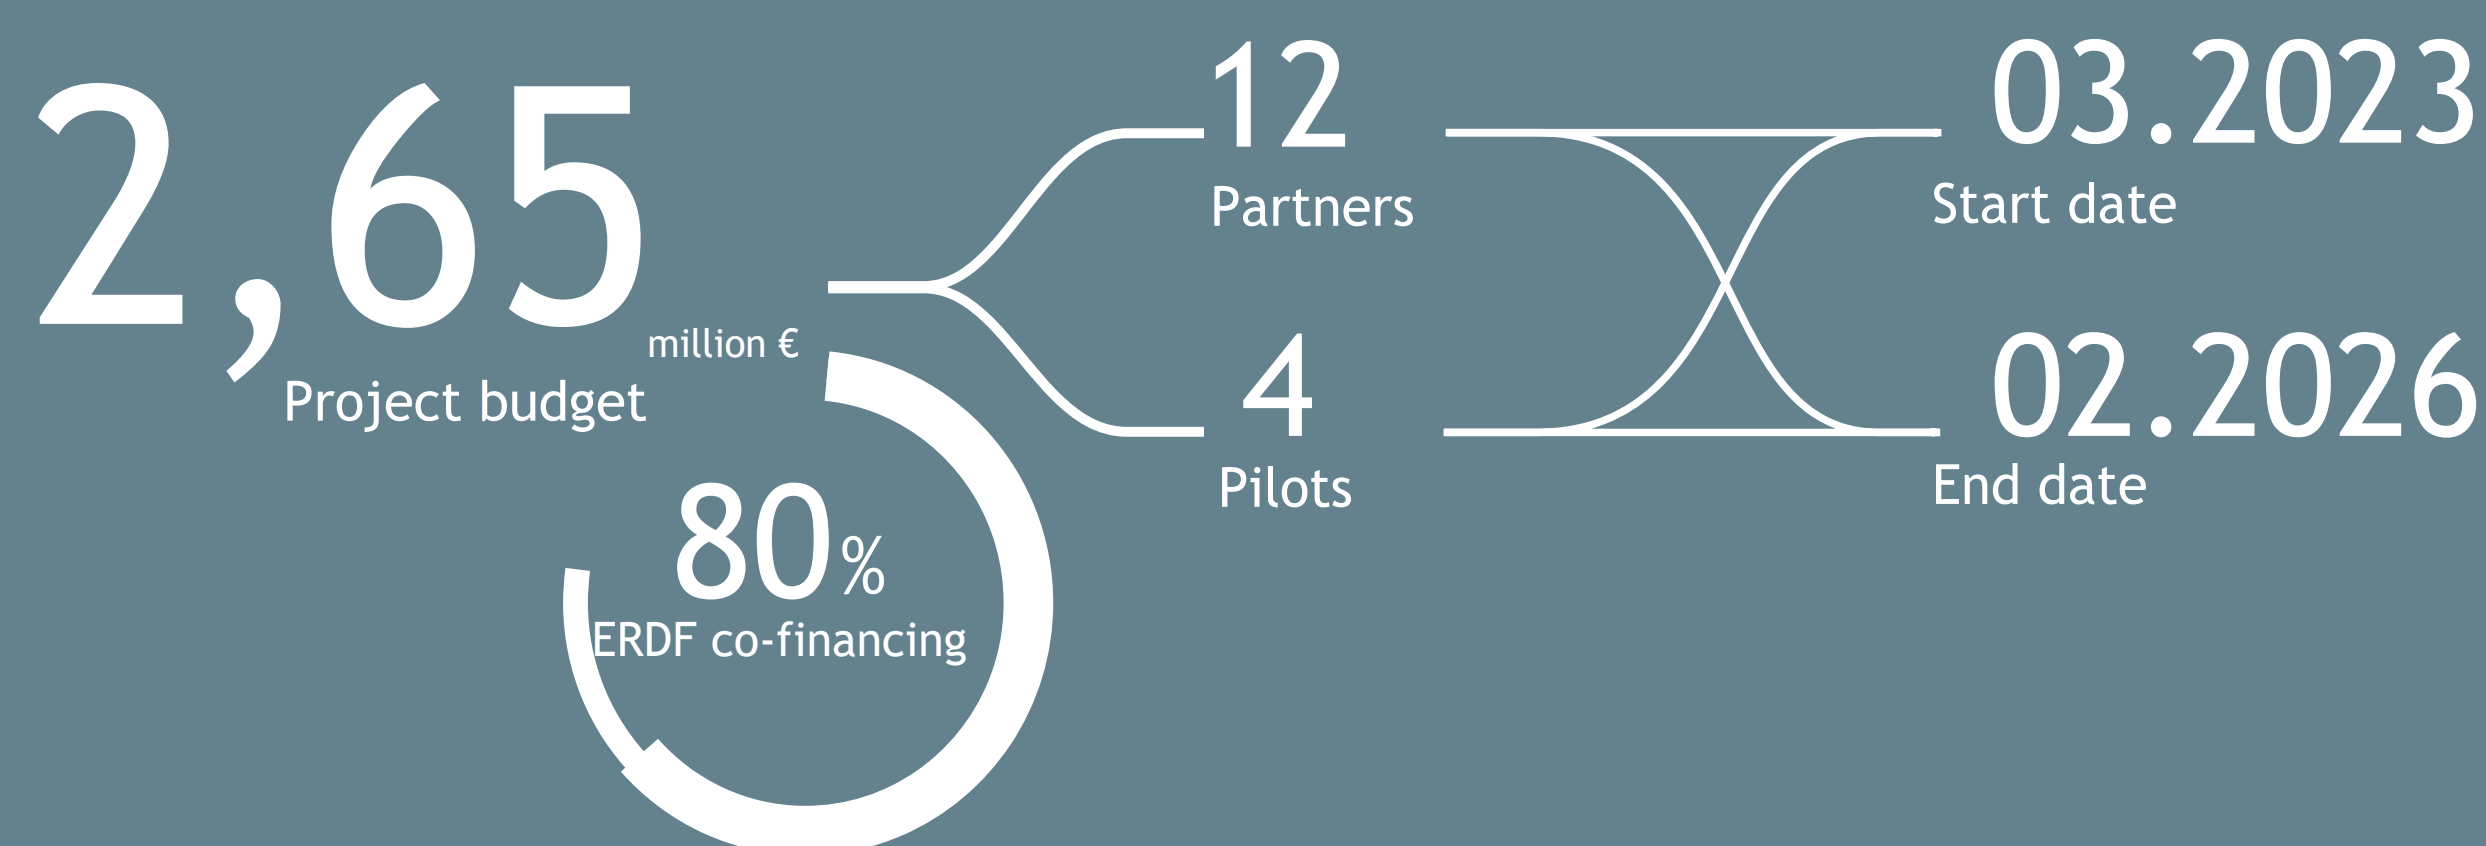 2,65
million €
Project budget
80%
ERDF co-financing
12
Partners
4
Pilots
03.2023
Start date
02.2026
End date